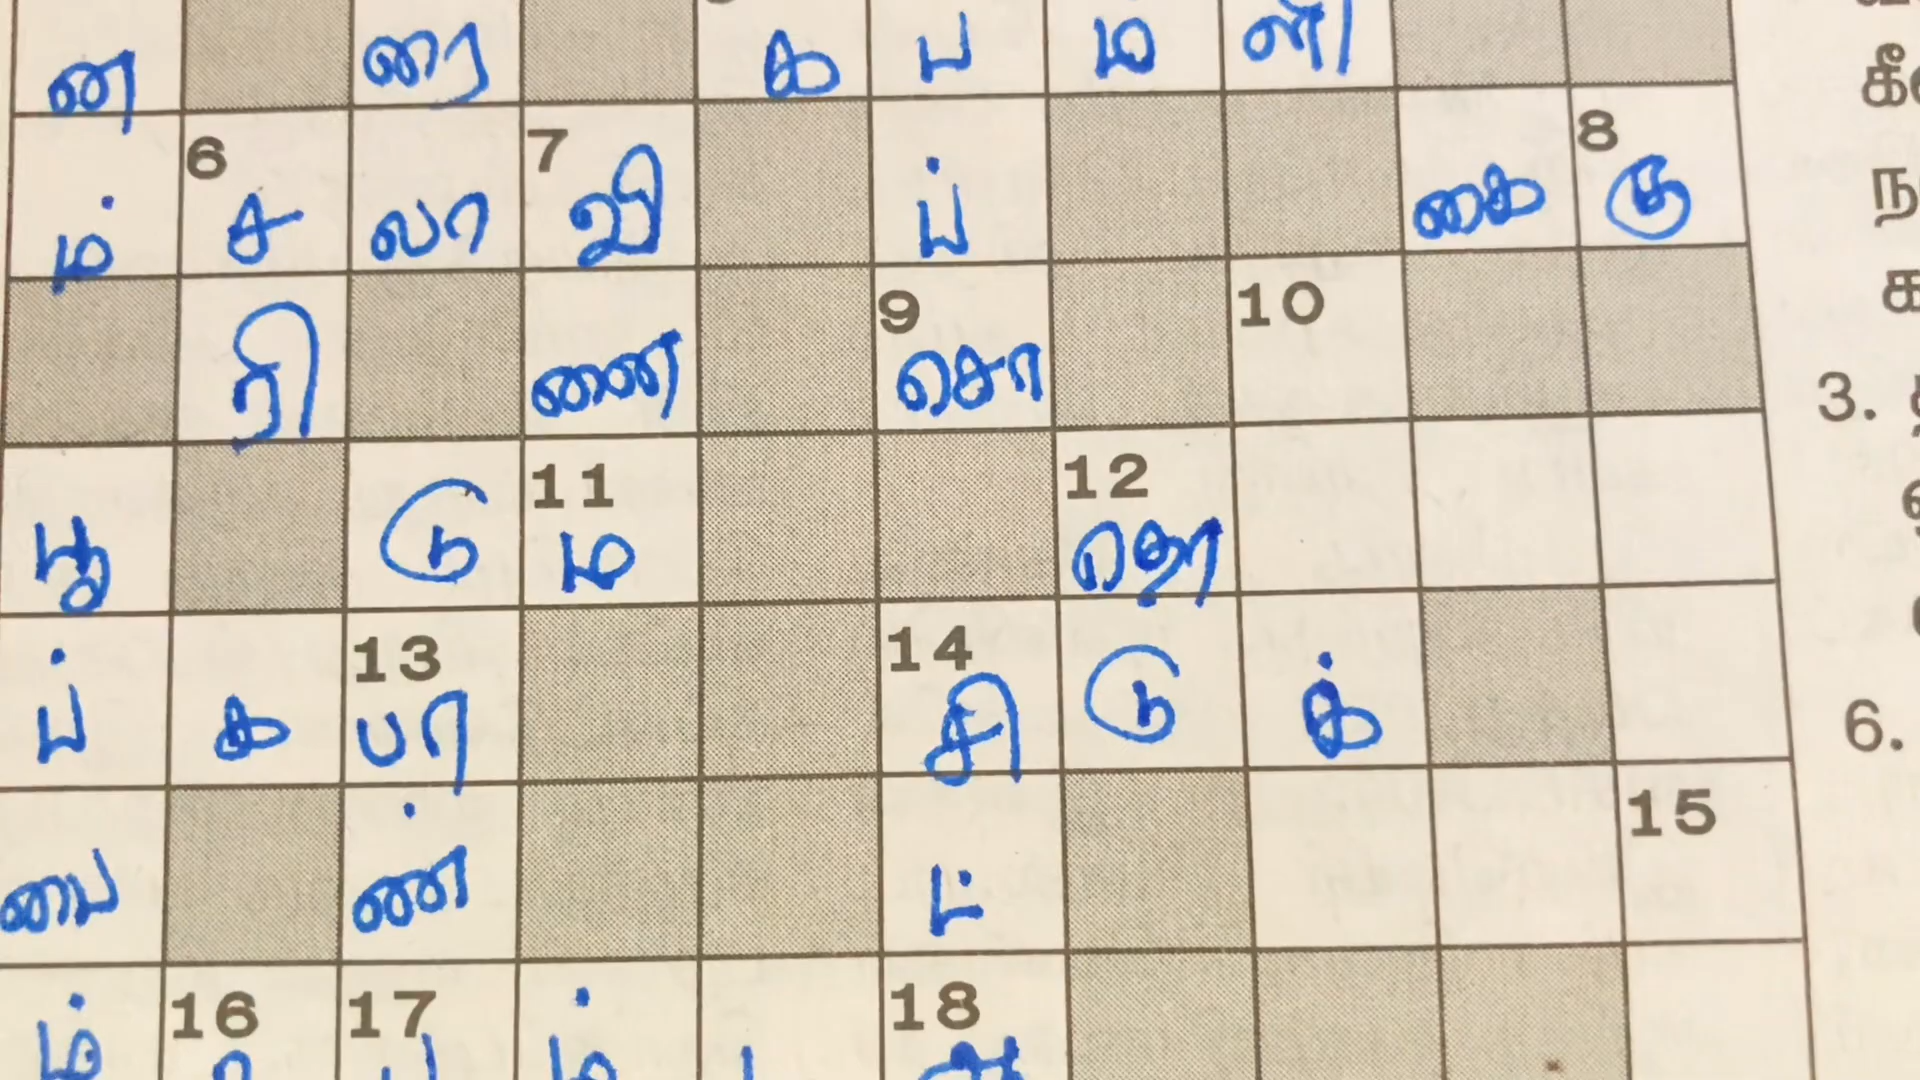 ன ரை க ப ம ணி
ம் 6 ச லா 7 வி ப் கை 8 கு
ரி ணை 9 சொ 10
பூ டு 11 ம 12 தொ
ப் க 13 பா 14 சி டு க்
பை ண் ட் 15
ம் 16 17 ம் 18
கீ
ந
க
3.
6.